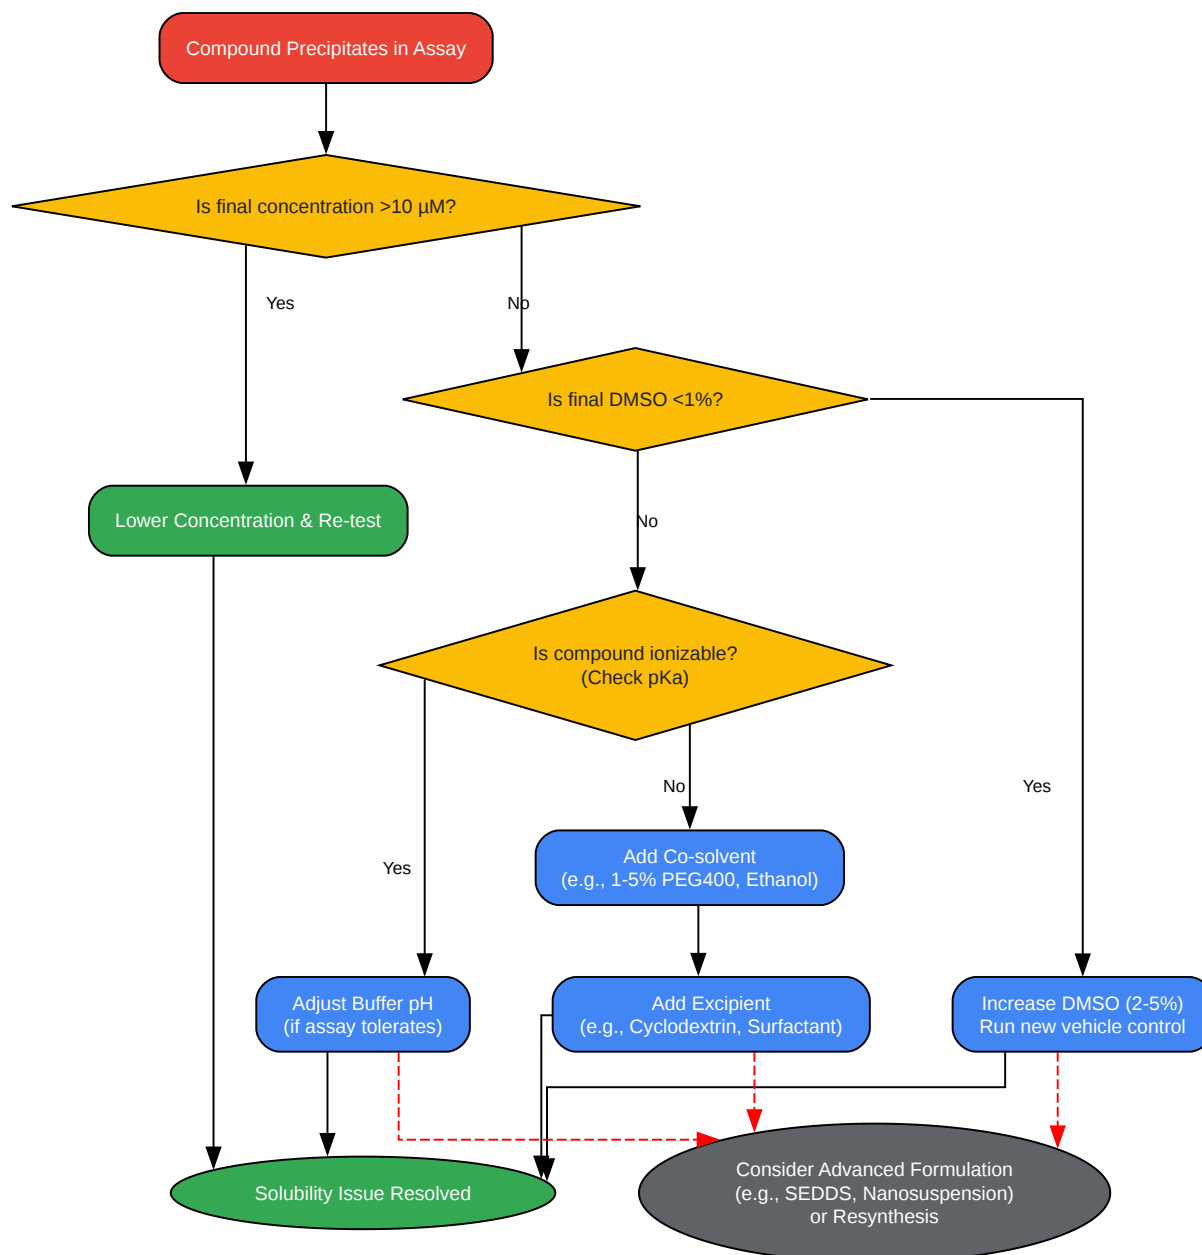 Compound Precipitates in Assay
Is final concentration >10 µM?
Yes
No
Is final DMSO <1%?
Lower Concentration & Re-test
No
Is compound ionizable?
(Check pKa)
No
Yes
Add Co-solvent
(e.g., 1-5% PEG400, Ethanol)
Yes
Adjust Buffer pH
(if assay tolerates)
Add Excipient
(e.g., Cyclodextrin, Surfactant)
Increase DMSO (2-5%)
Run new vehicle control
Solubility Issue Resolved
Consider Advanced Formulation
(e.g., SEDDS, Nanosuspension)
or Resynthesis